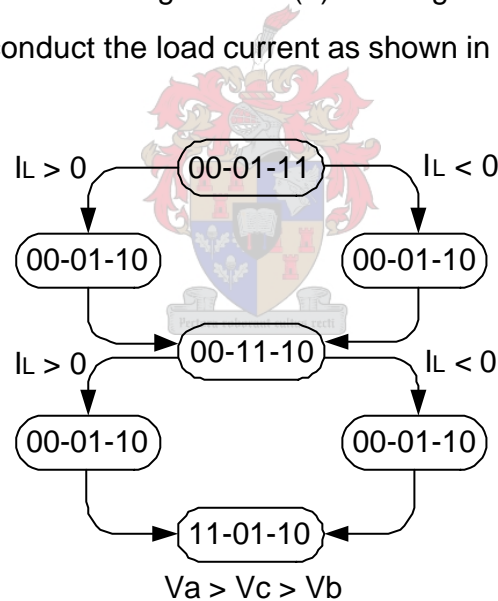 onduct the load current as shown in
IL > 0 00-01-11 IL < 0
00-01-10 00-01-10
00-11-10
IL > 0 IL < 0
00-01-10 00-01-10
11-01-10
Va > Vc > Vb